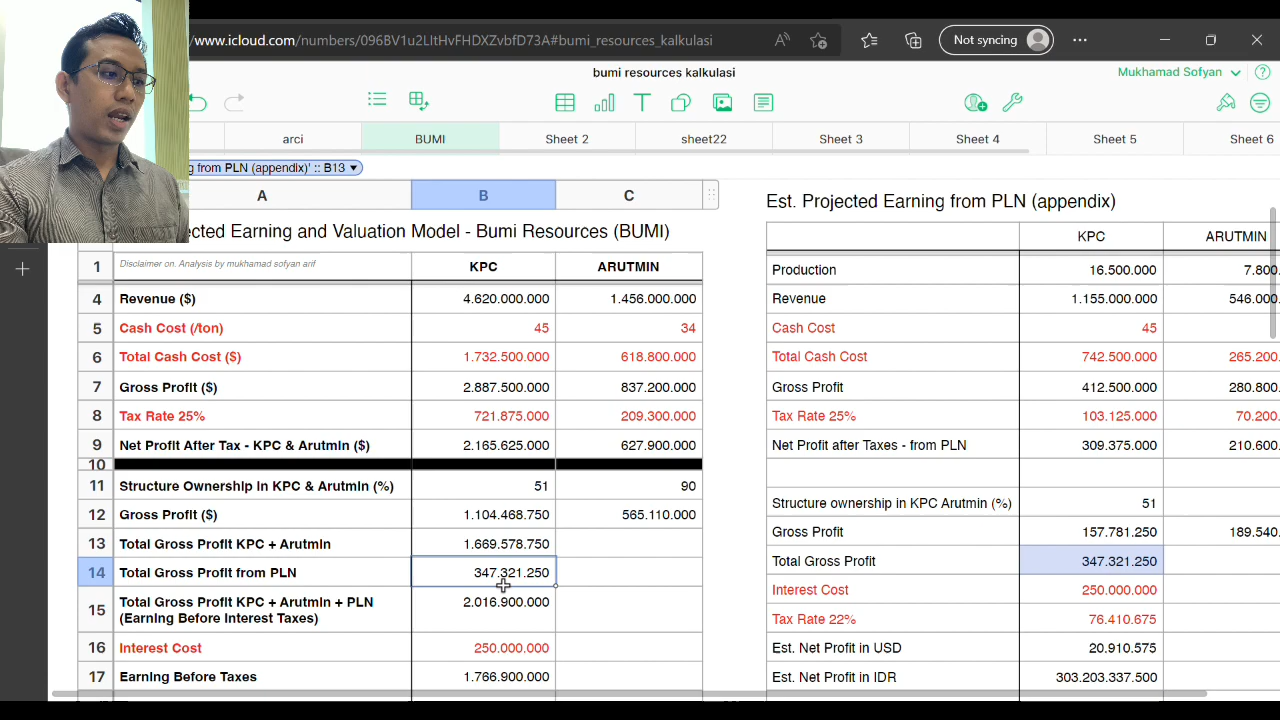 www.icloud.com/numbers/096BV1u2LItHvFHDXZvbfD73A#bumi_resources_kalkulasi
Not syncing
bumi resources kalkulasi
Mukhamad Sofyan
arci
BUMI
Sheet 2
sheet22
Sheet 3
Sheet 4
Sheet 5
Sheet 6
from PLN (appendix)' :: B13
A
B
C
ected Earning and Valuation Model - Bumi Resources (BUMI)
1 Disclaimer on. Analysis by mukhamad sofyan arif KPC ARUTMIN
4 Revenue ($) 4.620.000.000 1.456.000.000
5 Cash Cost (/ton) 45 34
6 Total Cash Cost ($) 1.732.500.000 618.800.000
7 Gross Profit ($) 2.887.500.000 837.200.000
8 Tax Rate 25% 721.875.000 209.300.000
9 Net Profit After Tax - KPC & Arutmin ($) 2.165.625.000 627.900.000
10
11 Structure Ownership in KPC & Arutmin (%) 51 90
12 Gross Profit ($) 1.104.468.750 565.110.000
13 Total Gross Profit KPC + Arutmin 1.669.578.750
14 Total Gross Profit from PLN 347.321.250
15 Total Gross Profit KPC + Arutmin + PLN 2.016.900.000
(Earning Before Interest Taxes)
16 Interest Cost 250.000.000
17 Earning Before Taxes 1.766.900.000
Est. Projected Earning from PLN (appendix)
KPC ARUTMIN
Production 16.500.000 7.800.
Revenue 1.155.000.000 546.000.
Cash Cost 45
Total Cash Cost 742.500.000 265.200.
Gross Profit 412.500.000 280.800.
Tax Rate 25% 103.125.000 70.200.
Net Profit after Taxes - from PLN 309.375.000 210.600.
Structure ownership in KPC Arutmin (%) 51
Gross Profit 157.781.250 189.540.
Total Gross Profit 347.321.250
Interest Cost 250.000.000
Tax Rate 22% 76.410.675
Est. Net Profit in USD 20.910.575
Est. Net Profit in IDR 303.203.337.500